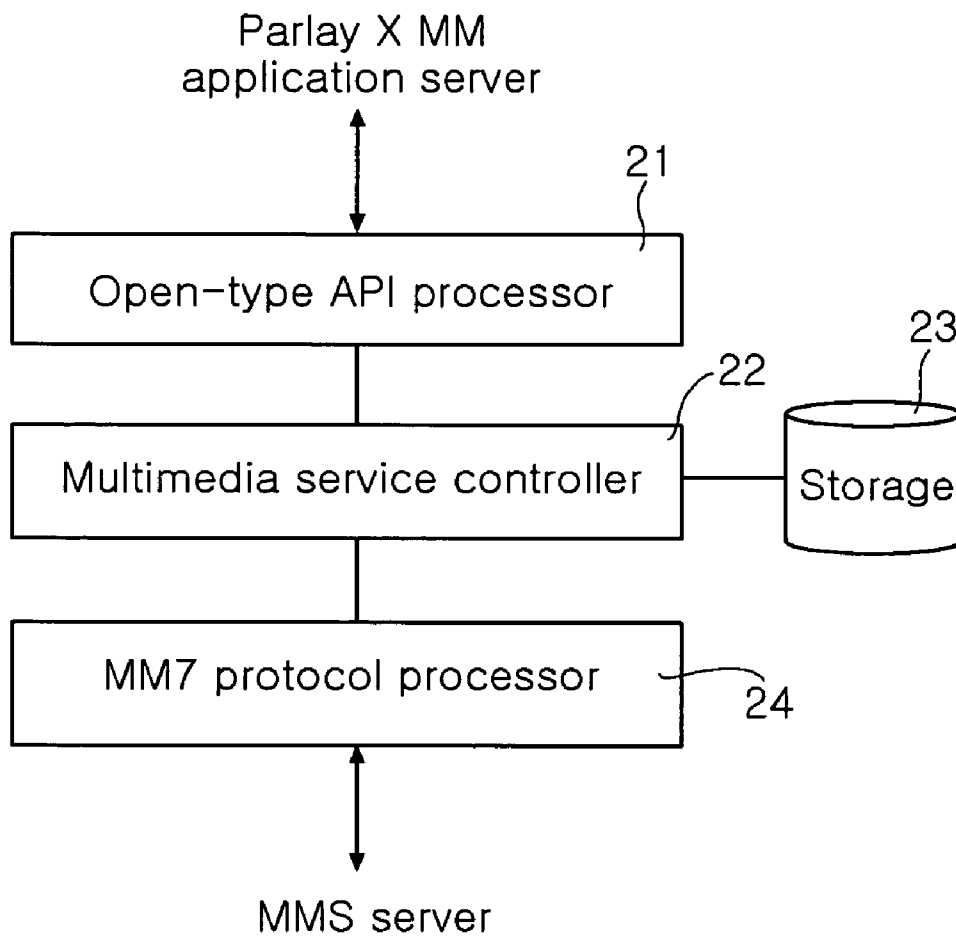 Parlay X MM
application server
21
Open-type API processor
23
22
Multimedia service controller
Storage
MM7 protocol processor
24
MMS server